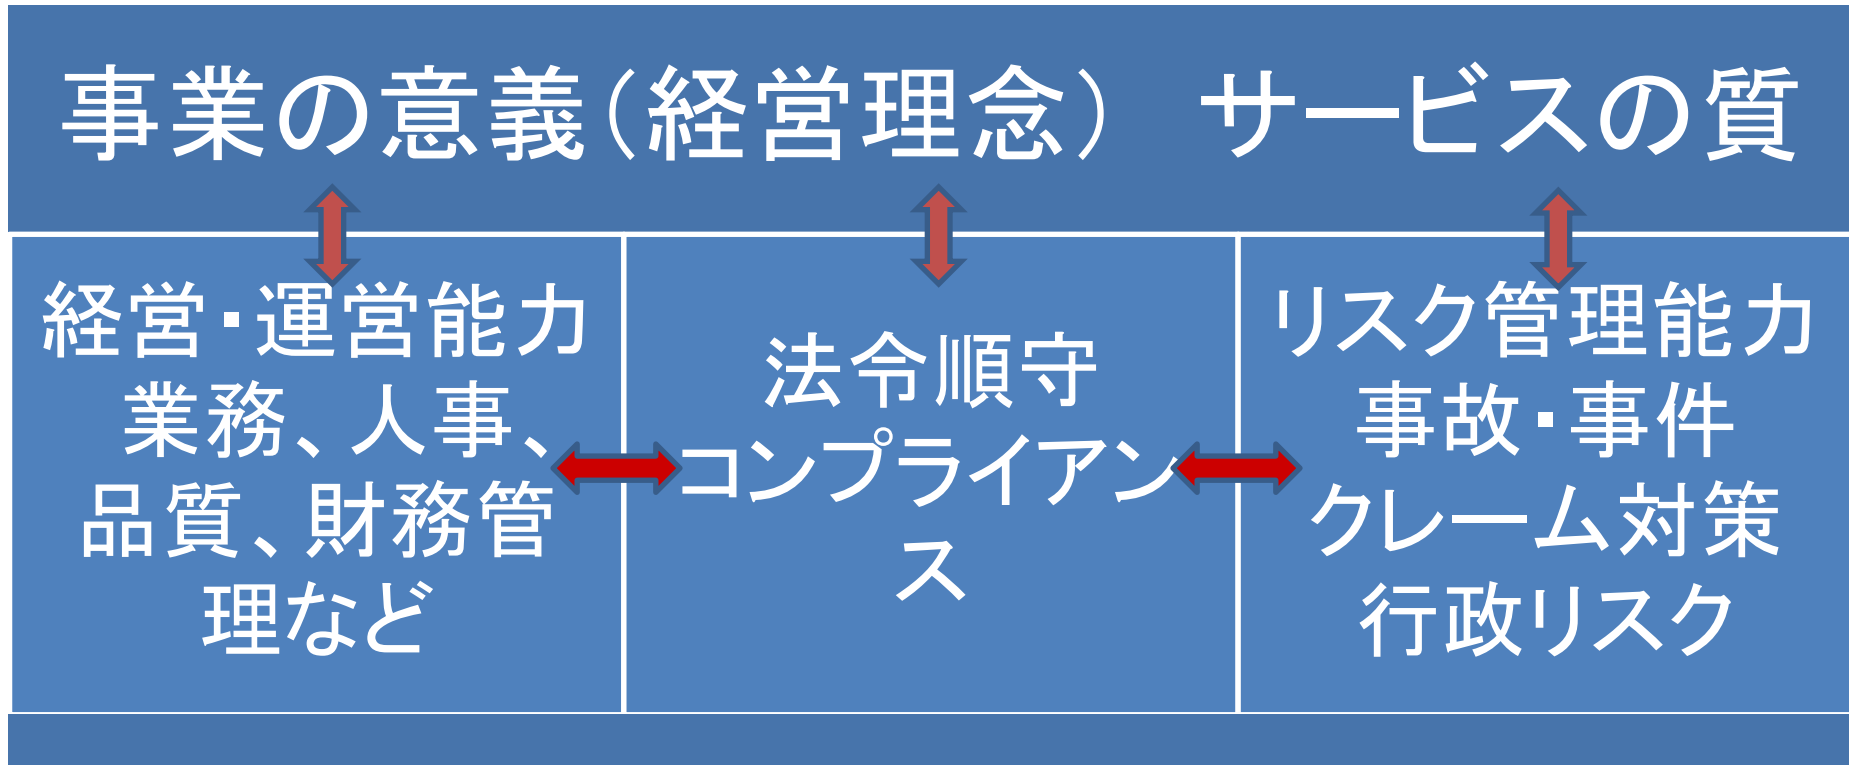 事業の意義（経営理念）　サービスの質
経営・運営能力
業務、人事、
品質、財務管
理など
法令順守
コンプライアン
ス
リスク管理能力
事故・事件
クレーム対策
行政リスク